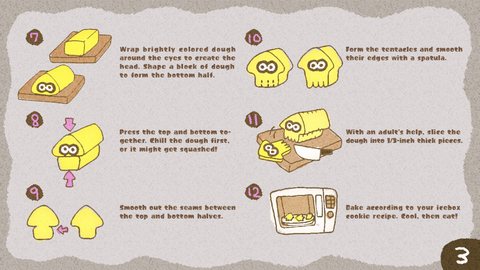 7
Wrap brightly colored dough
around the eyes to create the
head. Shape a block of dough
to form the bottom half.
8
Press the top and bottom to-
gether. Chill the dough first,
or it might get squashed!
9
Smooth out the seams between
the top and bottom halves.
10
Form the tentacles and smooth
their edges with a spatula.
11
With an adult's help, slice the
dough into 1/3-inch thick pieces.
12
Bake according to your icebox
cookie recipe. Cool, then eat!
3